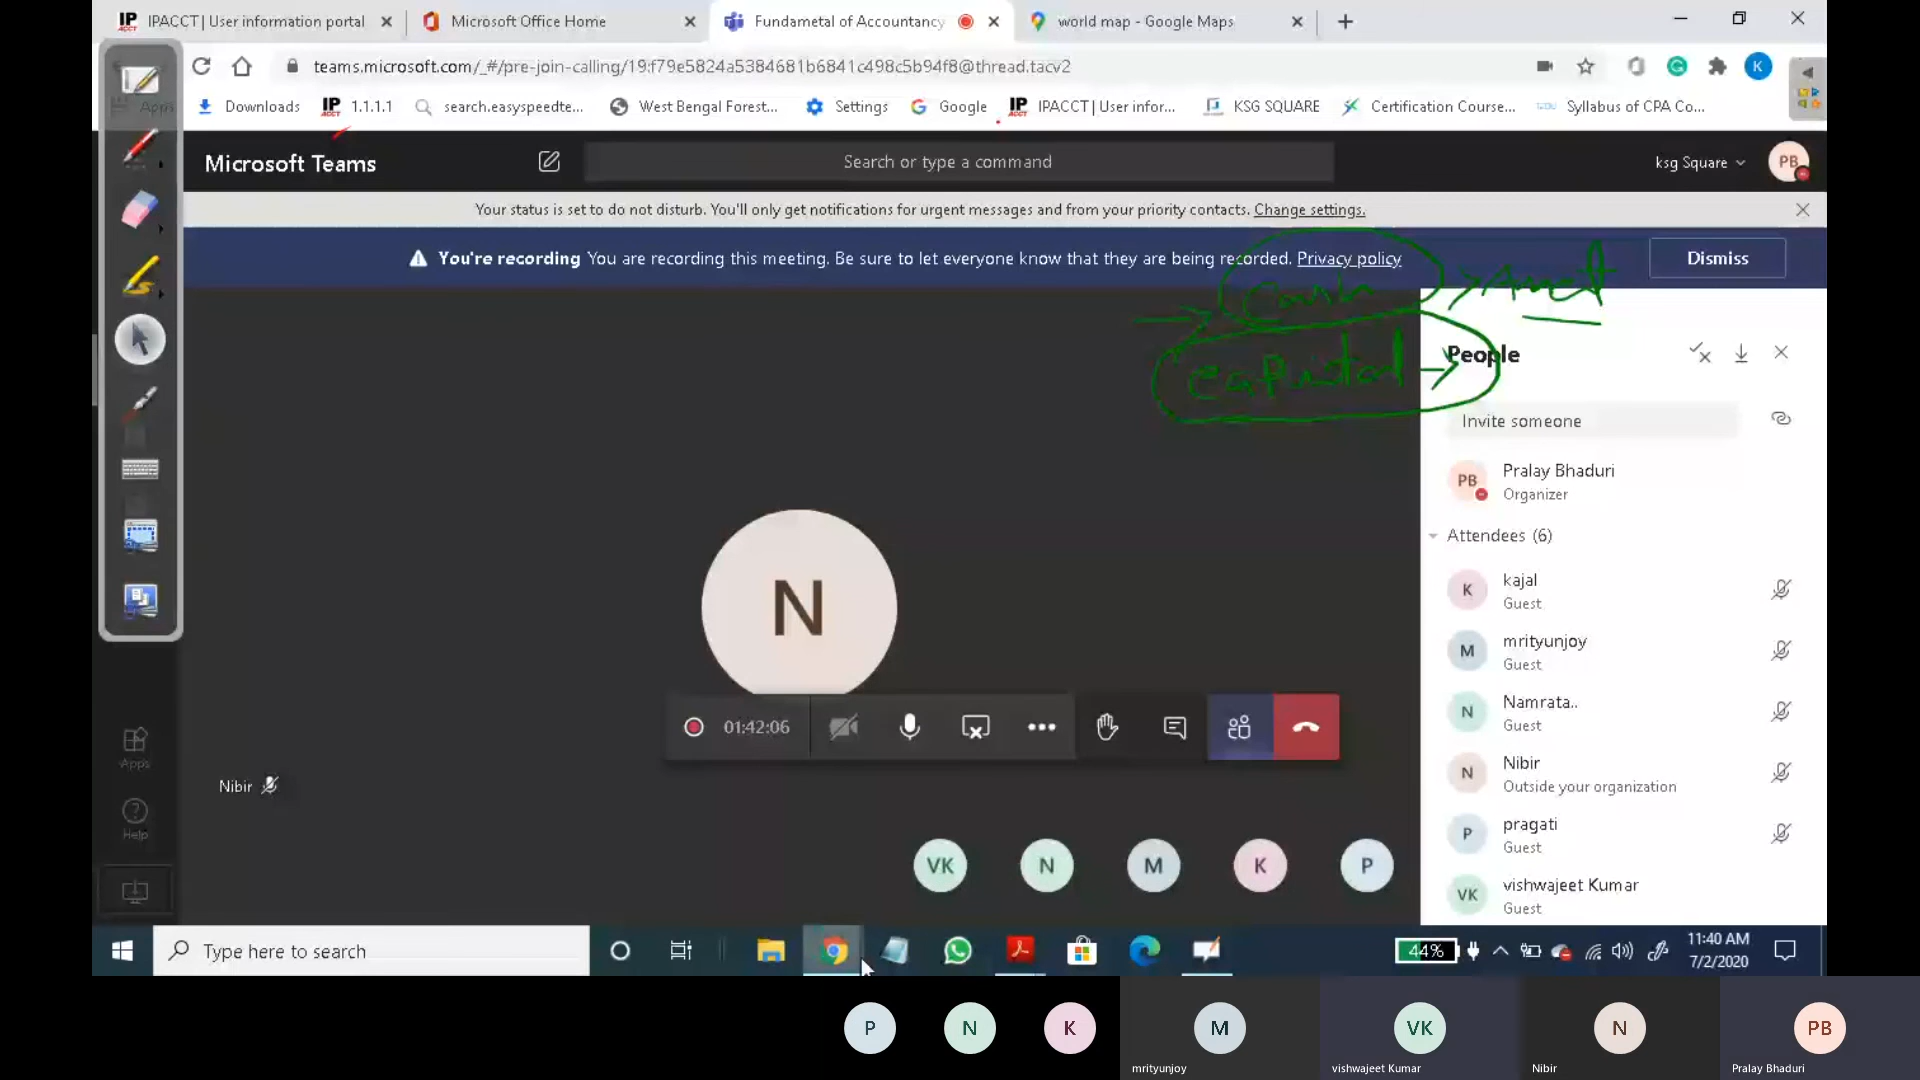 IPACCT | User information portal
Microsoft Office Home
Fundametal of Accountancy
world map - Google Maps
teams.microsoft.com/_#/pre-join-calling/19:f79e5824a5384681b6841c498c5b94f8@thread.tacv2
K
Apps
Downloads
1.1.1.1
search.easyspeedte...
West Bengal Forest...
Settings
Google
IPACCT | User infor...
KSG SQUARE
Certification Course...
Syllabus of CPA Co...
Microsoft Teams
Search or type a command
ksg Square
PB
Your status is set to do not disturb. You'll only get notifications for urgent messages and from your priority contacts. Change settings.
You're recording You are recording this meeting. Be sure to let everyone know that they are being recorded. Privacy policy
Dismiss
Cash
capital
People
Invite someone
PB
Pralay Bhaduri
Organizer
Attendees (6)
K
kajal
Guest
M
mrityunjoy
Guest
N
Namrata..
Guest
N
Nibir
Outside your organization
P
pragati
Guest
VK
vishwajeet Kumar
Guest
N
01:42:06
Nibir
VK
N
M
K
P
Apps
Help
Type here to search
44%
11:40 AM
7/2/2020
P
N
K
M
VK
N
PB
mrityunjoy
vishwajeet Kumar
Nibir
Pralay Bhaduri